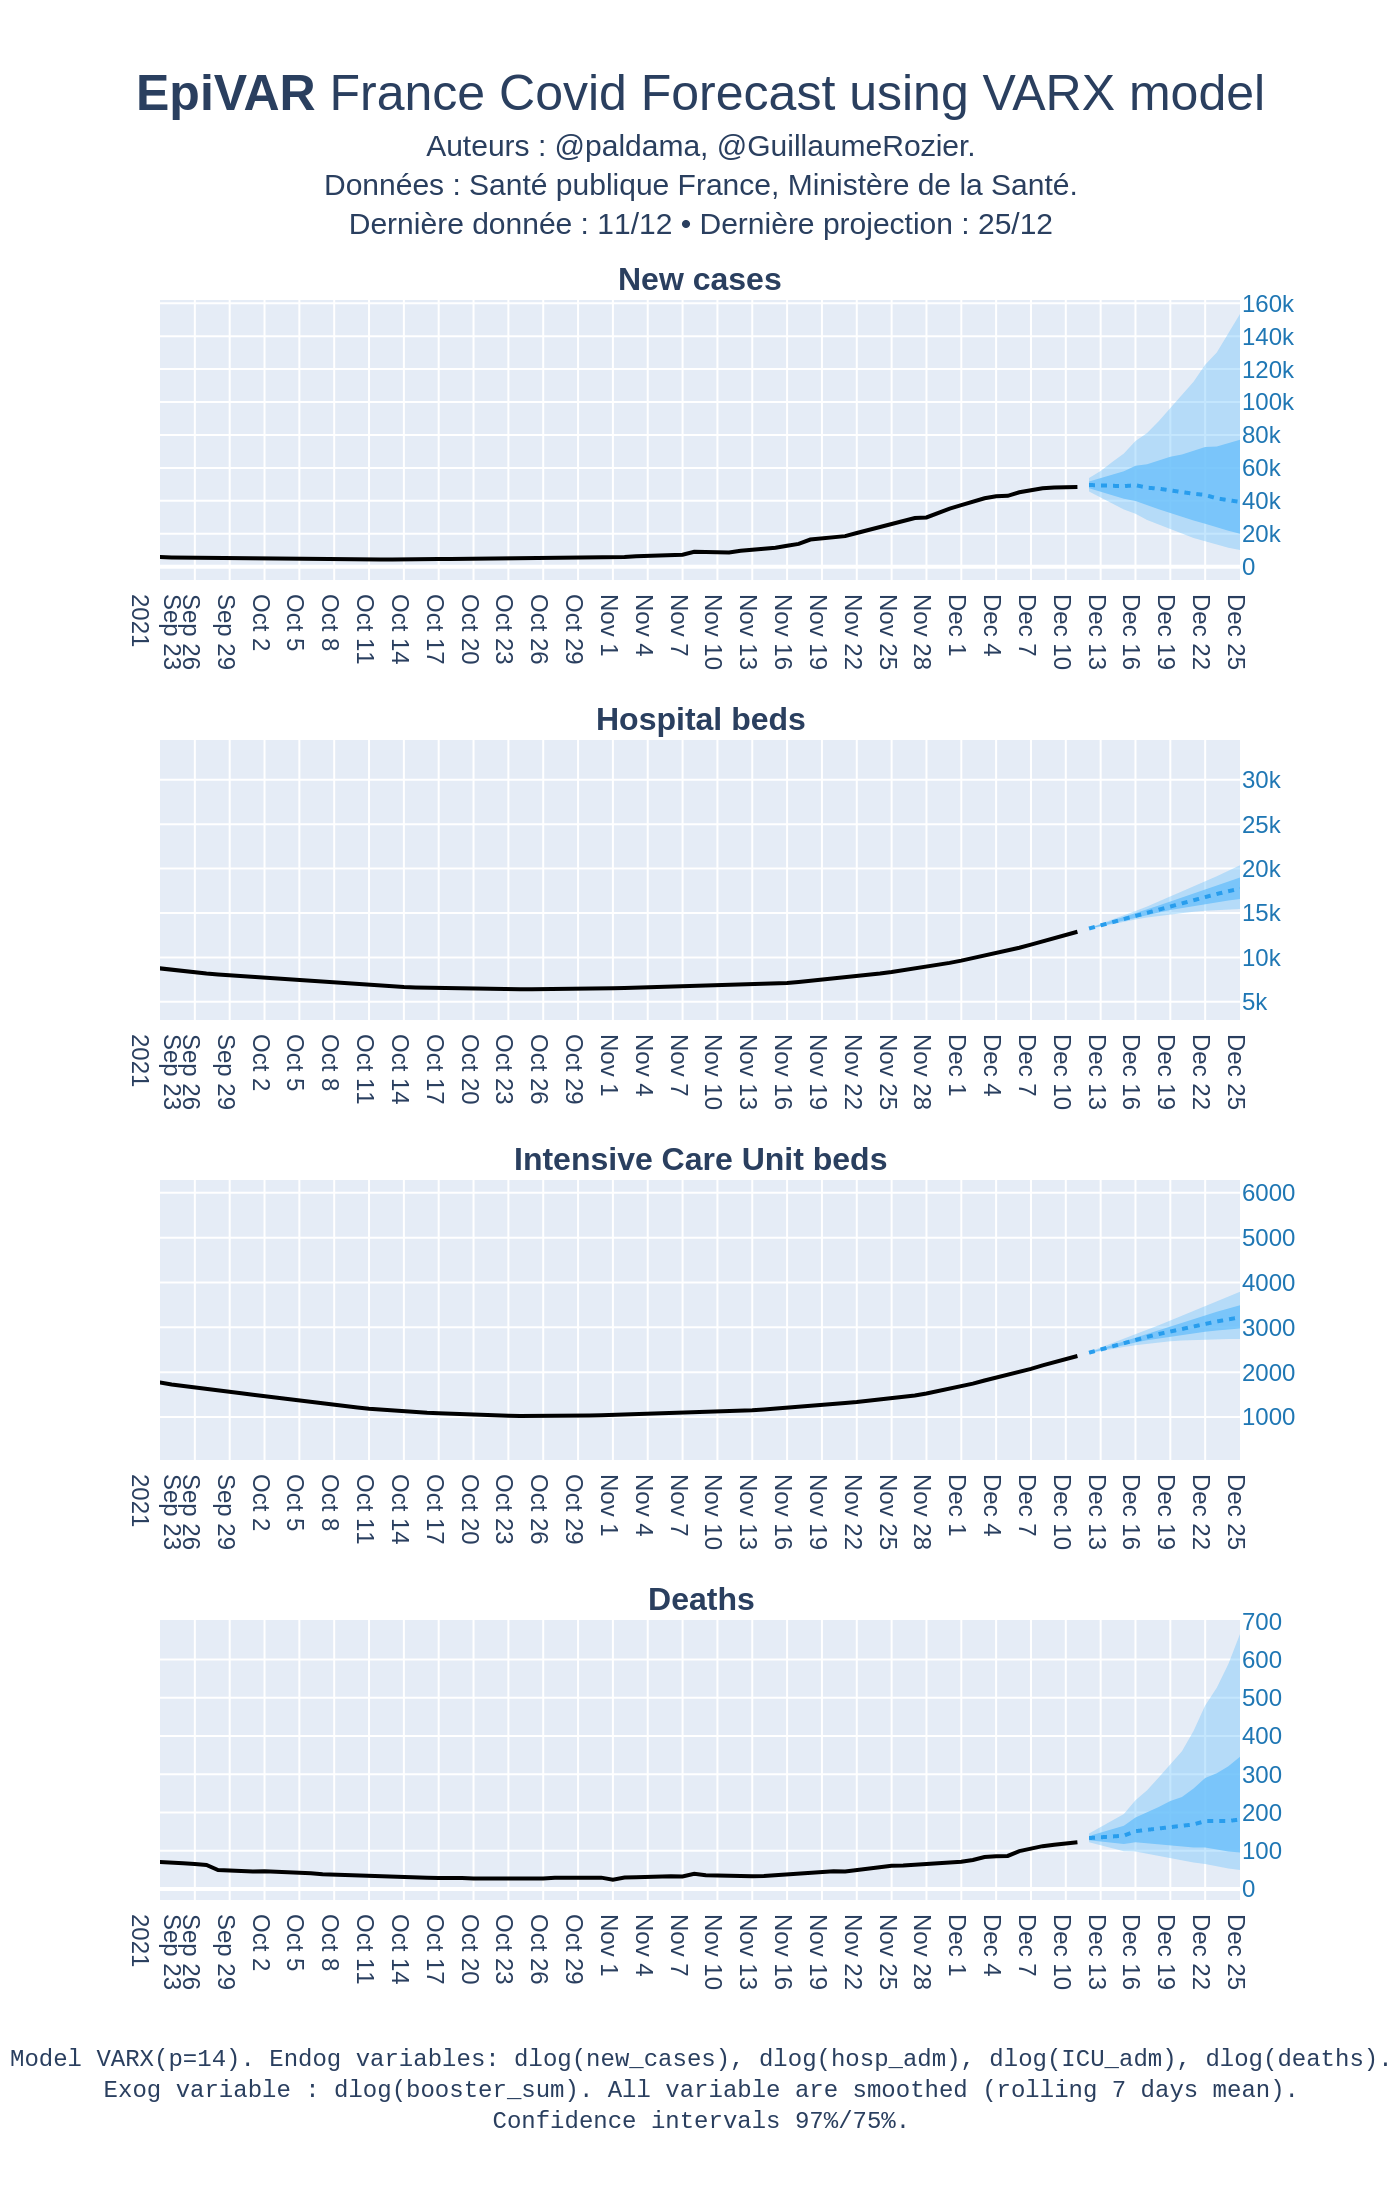 EpiVAR France Covid Forecast using VARX model
Auteurs : @paldama, @GuillaumeRozier.
Données : Santé publique France, Ministère de la Santé.
Dernière donnée : 11/12 • Dernière projection : 25/12
New cases
160k
140k
120k
100k
80k
60k
40k
20k
0
Sep 23
2021
Sep 26
Sep 29
Oct 2
Oct 5
Oct 8
Oct 11
Oct 14
Oct 17
Oct 20
Oct 23
Oct 26
Oct 29
Nov 1
Nov 4
Nov 7
Nov 10
Nov 13
Nov 16
Nov 19
Nov 22
Nov 25
Nov 28
Dec 1
Dec 4
Dec 7
Dec 10
Dec 13
Dec 16
Dec 19
Dec 22
Dec 25
Hospital beds
30k
25k
20k
15k
10k
5k
Sep 23
2021
Sep 26
Sep 29
Oct 2
Oct 5
Oct 8
Oct 11
Oct 14
Oct 17
Oct 20
Oct 23
Oct 26
Oct 29
Nov 1
Nov 4
Nov 7
Nov 10
Nov 13
Nov 16
Nov 19
Nov 22
Nov 25
Nov 28
Dec 1
Dec 4
Dec 7
Dec 10
Dec 13
Dec 16
Dec 19
Dec 22
Dec 25
Intensive Care Unit beds
6000
5000
4000
3000
2000
1000
Sep 23
2021
Sep 26
Sep 29
Oct 2
Oct 5
Oct 8
Oct 11
Oct 14
Oct 17
Oct 20
Oct 23
Oct 26
Oct 29
Nov 1
Nov 4
Nov 7
Nov 10
Nov 13
Nov 16
Nov 19
Nov 22
Nov 25
Nov 28
Dec 1
Dec 4
Dec 7
Dec 10
Dec 13
Dec 16
Dec 19
Dec 22
Dec 25
Deaths
700
600
500
400
300
200
100
0
Sep 23
2021
Sep 26
Sep 29
Oct 2
Oct 5
Oct 8
Oct 11
Oct 14
Oct 17
Oct 20
Oct 23
Oct 26
Oct 29
Nov 1
Nov 4
Nov 7
Nov 10
Nov 13
Nov 16
Nov 19
Nov 22
Nov 25
Nov 28
Dec 1
Dec 4
Dec 7
Dec 10
Dec 13
Dec 16
Dec 19
Dec 22
Dec 25
Model VARX(p=14). Endog variables: dlog(new_cases), dlog(hosp_adm), dlog(ICU_adm), dlog(deaths).
Exog variable : dlog(booster_sum). All variable are smoothed (rolling 7 days mean).
Confidence intervals 97%/75%.